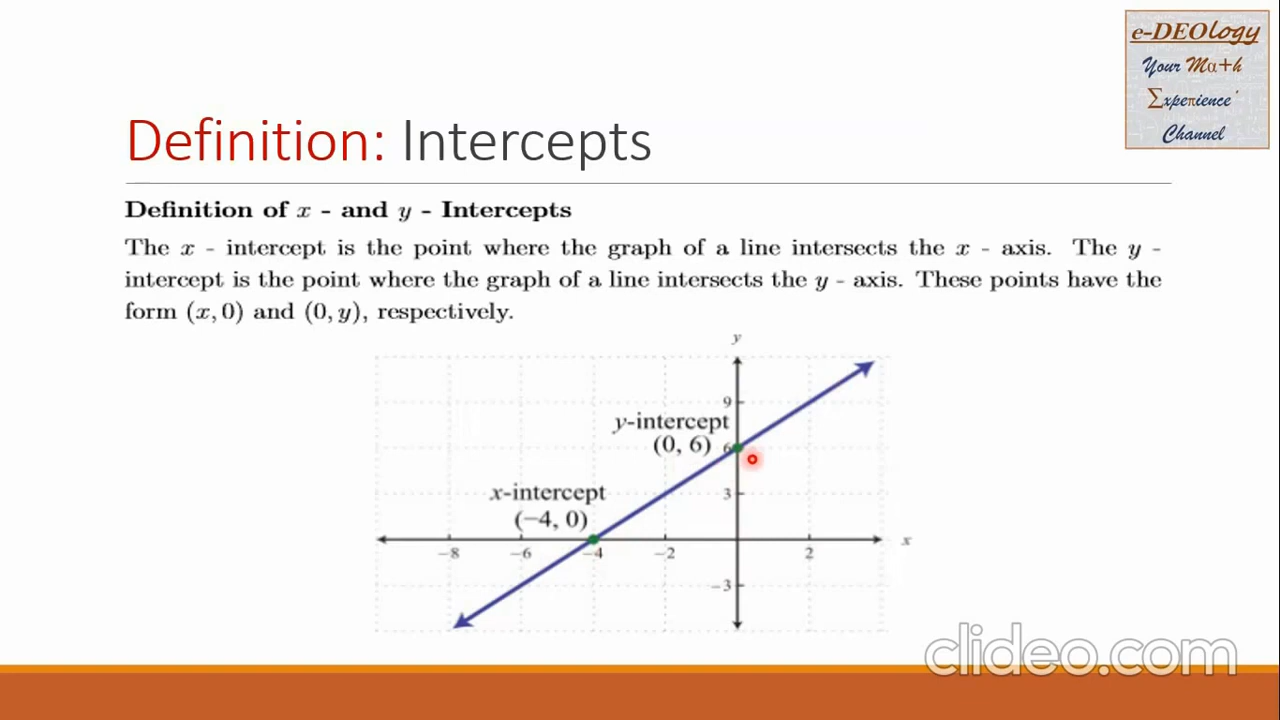 e-DEOlogy
Your Mα+h
Σxpeπience'
Channel
Definition: Intercepts
Definition of x - and y - Intercepts
The x - intercept is the point where the graph of a line intersects the x - axis. The y -
intercept is the point where the graph of a line intersects the y - axis. These points have the
form (x, 0) and (0, y), respectively.
y
9
y-intercept
(0, 6) 6
x-intercept
3
(−4, 0)
x
−8 −6 −4 −2 2
−3
clideo.com